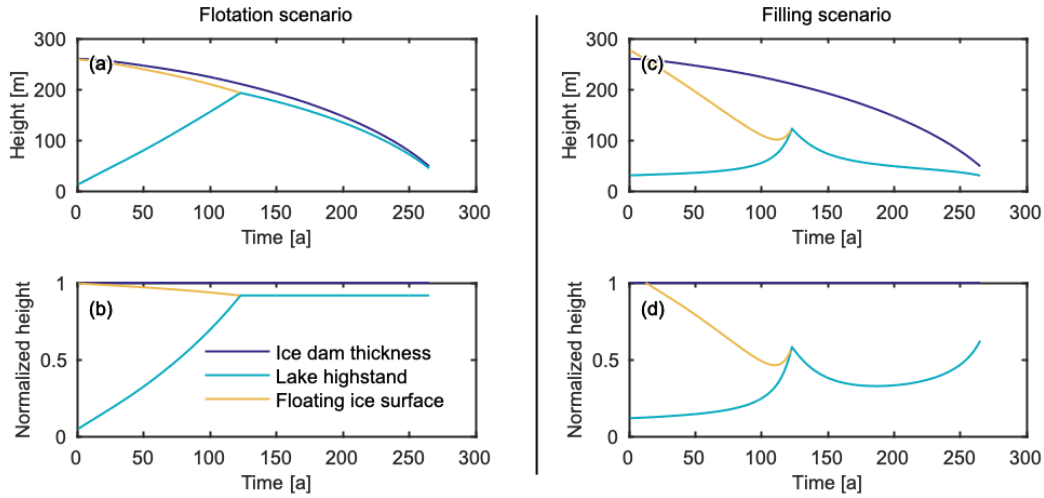 Flotation scenario
Filling scenario
(a)
Height [m]
300
200
100
0
0 50 100 150 200 250 300
Time [a]
(c)
Height [m]
300
200
100
0
0 50 100 150 200 250 300
Time [a]
(b)
Normalized height
1
0.5
0
Ice dam thickness
Lake highstand
Floating ice surface
0 50 100 150 200 250 300
Time [a]
(d)
Normalized height
1
0.5
0
0 50 100 150 200 250 300
Time [a]